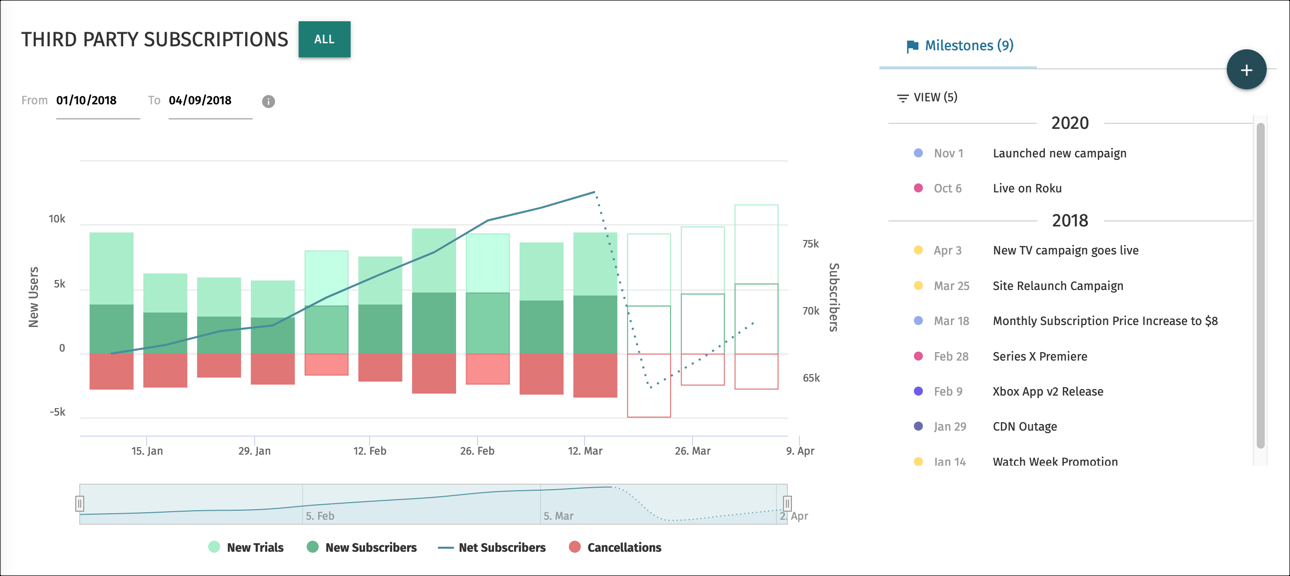 THIRD PARTY SUBSCRIPTIONS ALL
From 01/10/2018 To 04/09/2018
10k
5k
0
-5k
New Users
75k
70k
65k
Subscribers
15. Jan 29. Jan 12. Feb 26. Feb 12. Mar 26. Mar 9. Apr
5. Feb 5. Mar 2. Apr
New Trials New Subscribers Net Subscribers Cancellations
Milestones (9)
+
VIEW (5)
2020
Nov 1 Launched new campaign
Oct 6 Live on Roku
2018
Apr 3 New TV campaign goes live
Mar 25 Site Relaunch Campaign
Mar 18 Monthly Subscription Price Increase to $8
Feb 28 Series X Premiere
Feb 9 Xbox App v2 Release
Jan 29 CDN Outage
Jan 14 Watch Week Promotion